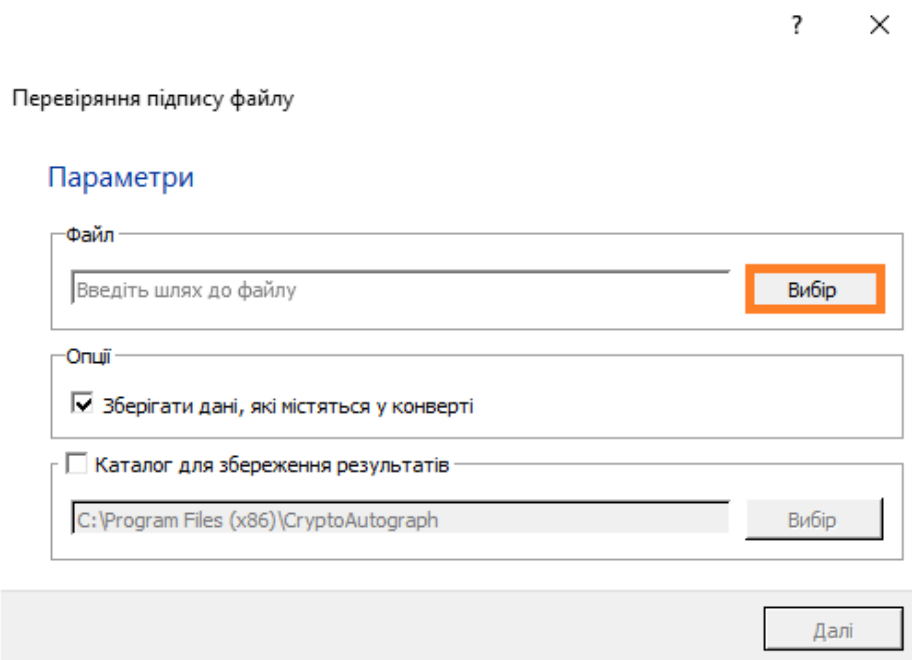 ?
Перевіряння підпису файлу
Параметри
Файл
Введіть шлях до файлу
Вибір
Опції
Зберігати дані, які містяться у конверті
Каталог для збереження результатів
C:\Program Files (x86)\CryptoAutograph
Вибір
Далі